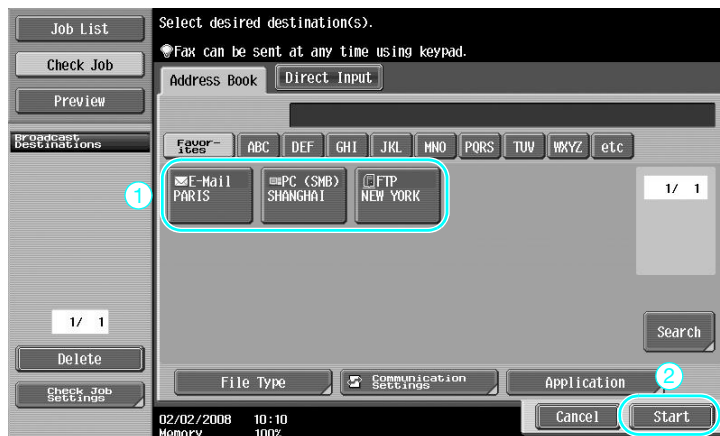 Job List
Check Job
Preview
Broadcast
Destinations
1/ 1
Delete
Check Job
Settings
Select desired destination(s).
Fax can be sent at any time using keypad.
Address Book
Direct Input
Favor-
ites
ABC
DEF
GHI
JKL
MNO
PQRS
TUV
WXYZ
etc
1
E-Mail
PARIS
PC (SMB)
SHANGHAI
FTP
NEW YORK
1/ 1
Search
File Type
Communication
Settings
Application
2
02/02/2008 10:10
Memory 100%
Cancel
Start